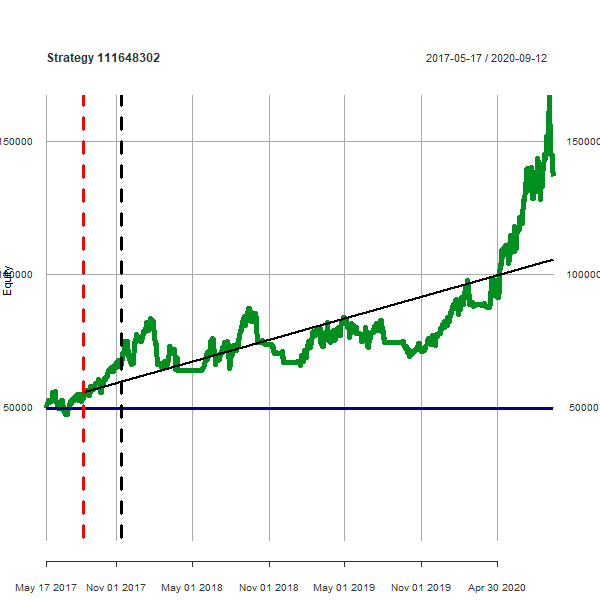 Strategy 111648302
2017-05-17 / 2020-09-12
150000 150000
100000 100000
Equity
50000 50000
May 17 2017 Nov 01 2017 May 01 2018 Nov 01 2018 May 01 2019 Nov 01 2019 Apr 30 2020